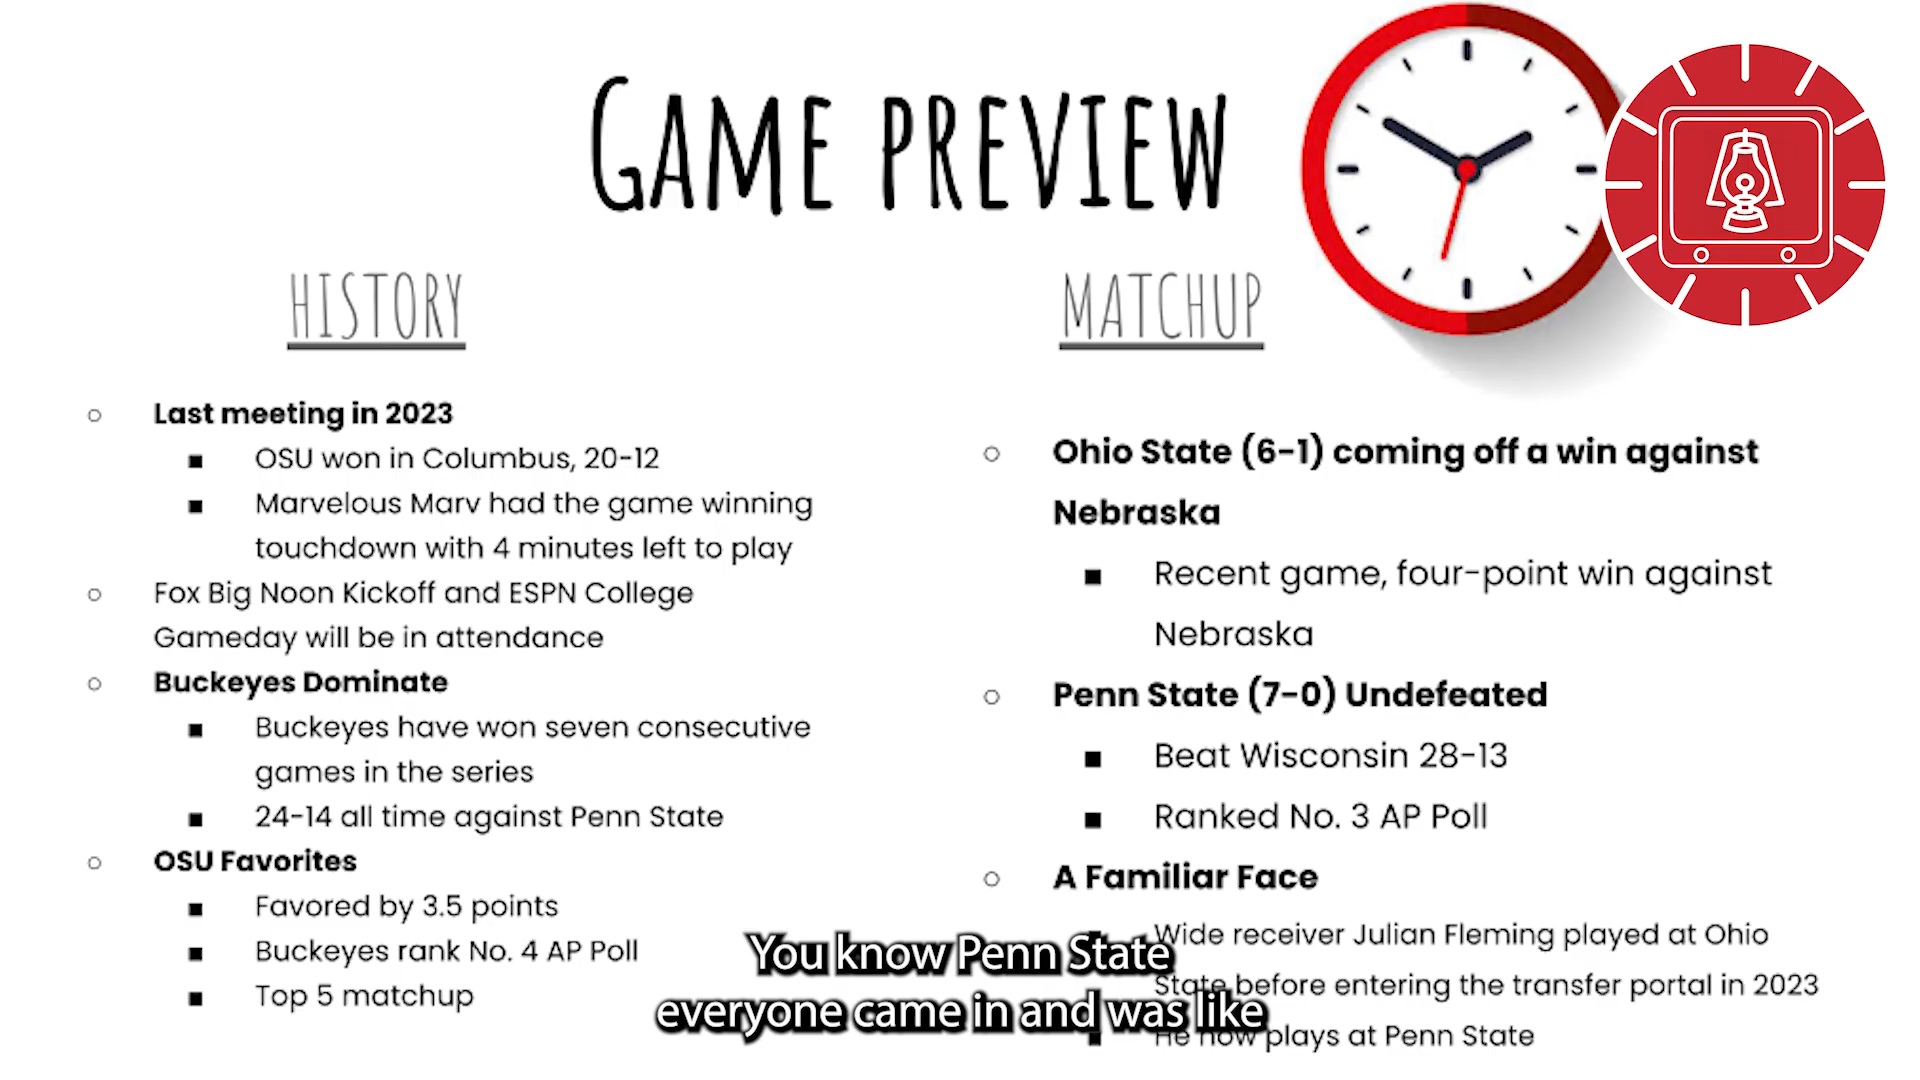 GAME PREVIEW
HISTORY
Last meeting in 2023
OSU won in Columbus, 20-12
Marvelous Marv had the game winning
touchdown with 4 minutes left to play
Fox Big Noon Kickoff and ESPN College
Gameday will be in attendance
Buckeyes Dominate
Buckeyes have won seven consecutive
games in the series
24-14 all time against Penn State
OSU Favorites
Favored by 3.5 points
Buckeyes rank No. 4 AP Poll
Top 5 matchup
MATCHUP
Ohio State (6-1) coming off a win against
Nebraska
Recent game, four-point win against
Nebraska
Penn State (7-0) Undefeated
Beat Wisconsin 28-13
Ranked No. 3 AP Poll
A Familiar Face
Wide receiver Julian Fleming played at Ohio
State before entering the transfer portal in 2023
He now plays at Penn State
You know Penn State
everyone came in and was like